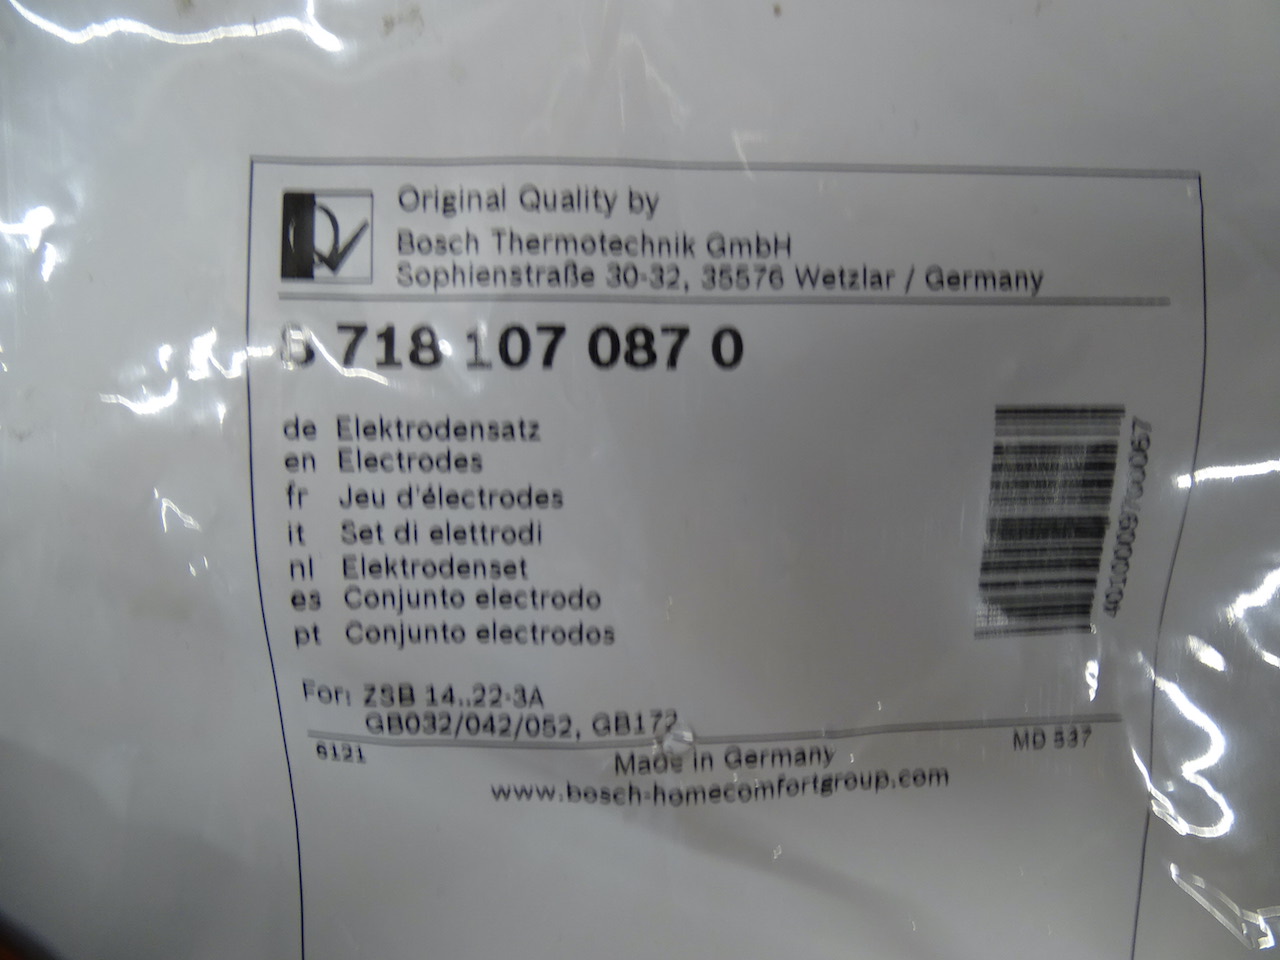 Original Quality by
Bosch Thermotechnik GmbH
Sophienstraße 30-32, 35576 Wetzlar / Germany
8 718 107 087 0
de Elektrodensatz
en Electrodes
fr Jeu d'électrodes
it Set di elettrodi
nl Elektrodenset
es Conjunto electrodo
pt Conjunto electrodos
For: ZSB 14..22-3A
GB032/042/052, GB172
6121
Made in Germany
MD 537
www.bosch-homecomfortgroup.com